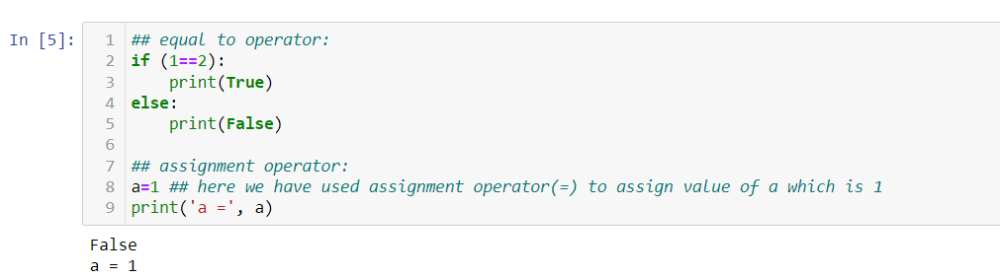 In [5]:
1 ## equal to operator:
2 if (1==2):
3     print(True)
4 else:
5     print(False)
6
7 ## assignment operator:
8 a=1 ## here we have used assignment operator(=) to assign value of a which is 1
9 print('a =', a)
False
a = 1